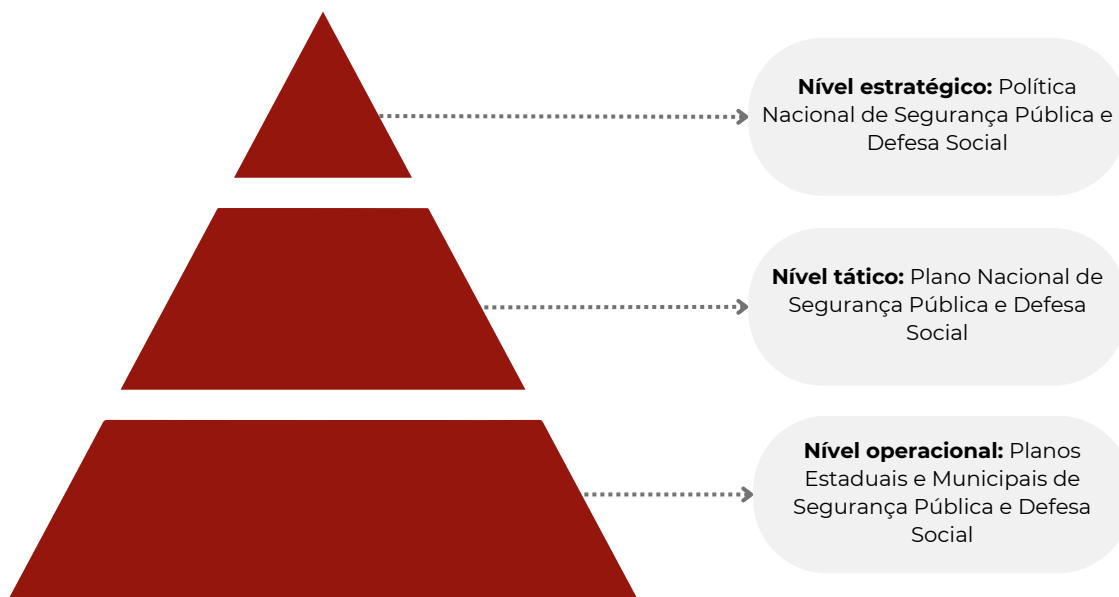 Nível estratégico: Política
Nacional de Segurança Pública e
Defesa Social
Nível tático: Plano Nacional de
Segurança Pública e Defesa
Social
Nível operacional: Planos
Estaduais e Municipais de
Segurança Pública e Defesa
Social